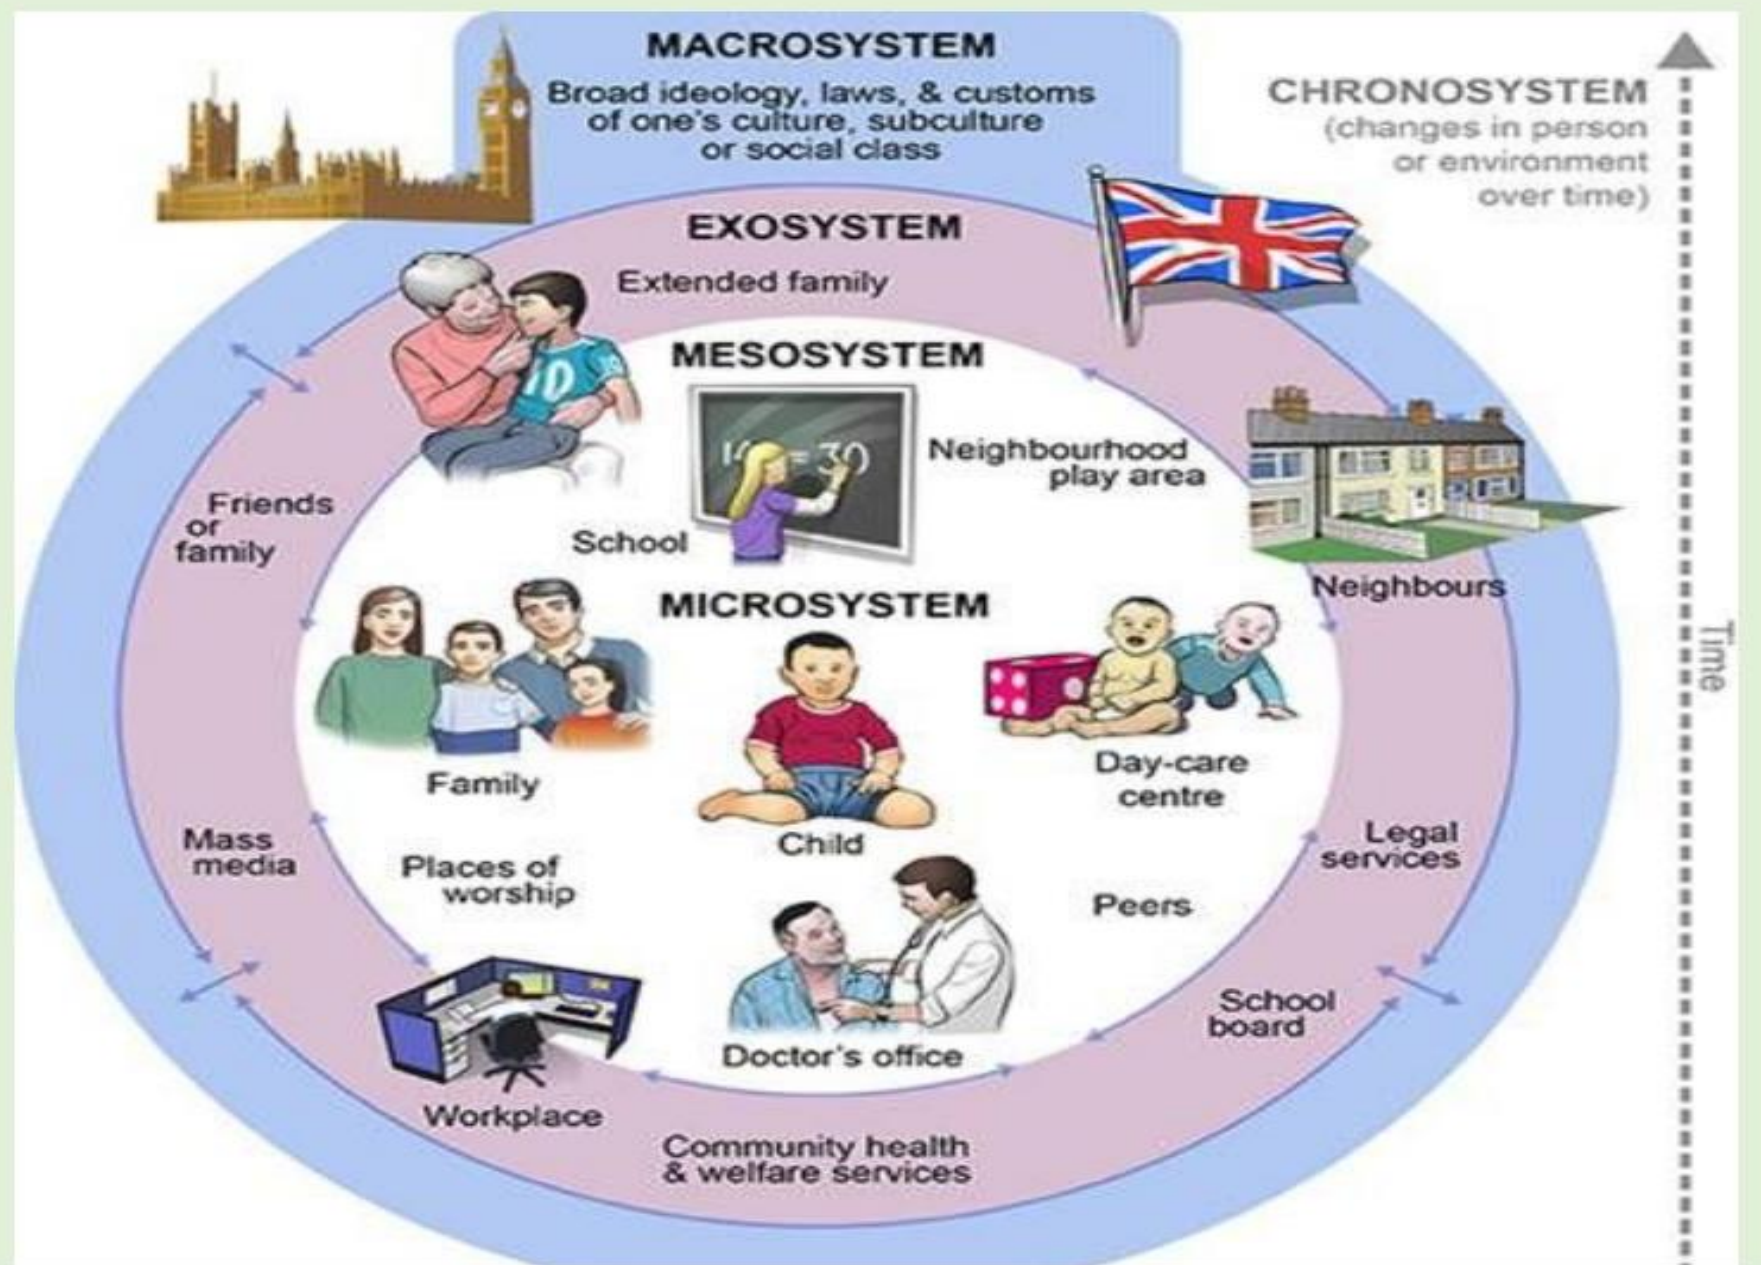 MACROSYSTEM
Broad ideology, laws, & customs
of one's culture, subculture
or social class
CHRONOSYSTEM
(changes in person
or environment
over time)
EXOSYSTEM
Extended family
MESOSYSTEM
Neighbourhood
play area
School
Friends
or
family
Neighbours
MICROSYSTEM
Time
Family
Child
Day-care
centre
Mass
media
Places of
worship
Peers
Legal
services
School
board
Doctor's office
Workplace
Community health
& welfare services
10
= 30